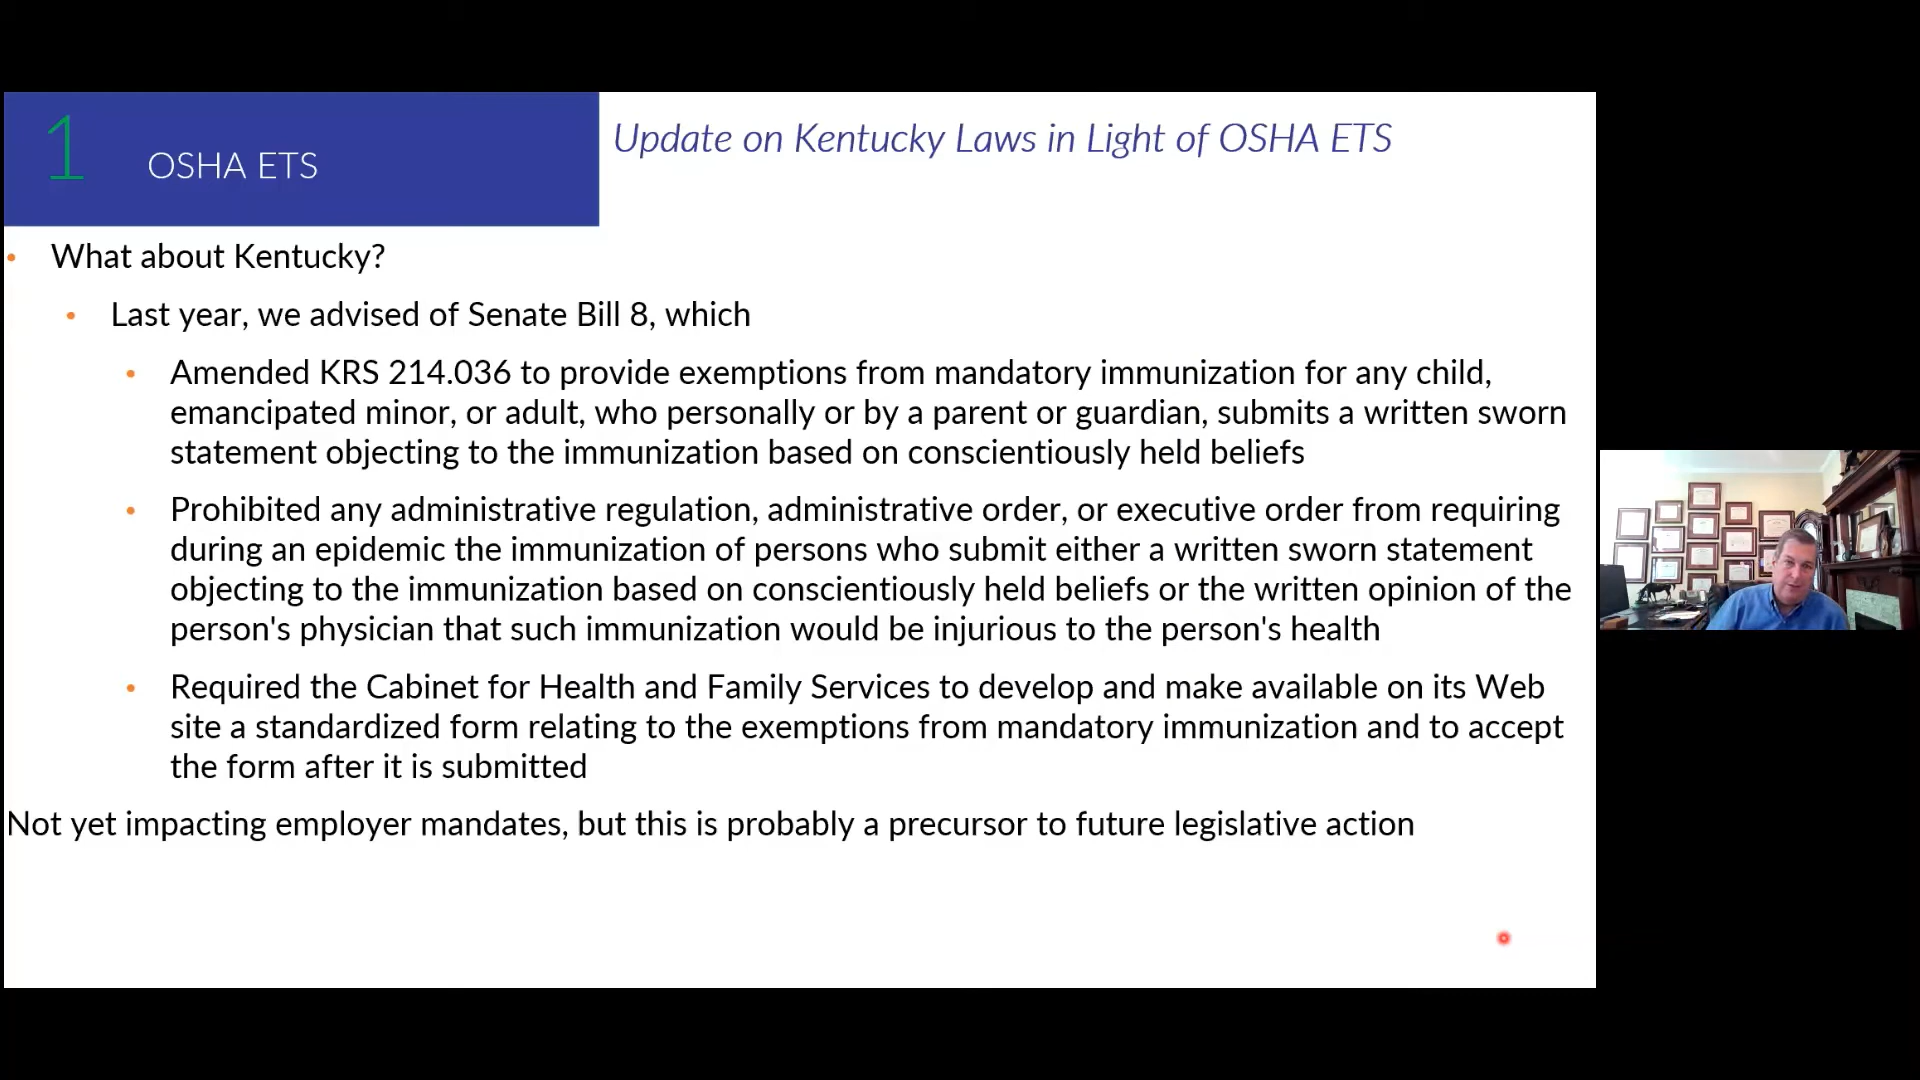 1
OSHA ETS
Update on Kentucky Laws in Light of OSHA ETS
• What about Kentucky?
• Last year, we advised of Senate Bill 8, which
• Amended KRS 214.036 to provide exemptions from mandatory immunization for any child,
emancipated minor, or adult, who personally or by a parent or guardian, submits a written sworn
statement objecting to the immunization based on conscientiously held beliefs
• Prohibited any administrative regulation, administrative order, or executive order from requiring
during an epidemic the immunization of persons who submit either a written sworn statement
objecting to the immunization based on conscientiously held beliefs or the written opinion of the
person's physician that such immunization would be injurious to the person's health
• Required the Cabinet for Health and Family Services to develop and make available on its Web
site a standardized form relating to the exemptions from mandatory immunization and to accept
the form after it is submitted
Not yet impacting employer mandates, but this is probably a precursor to future legislative action